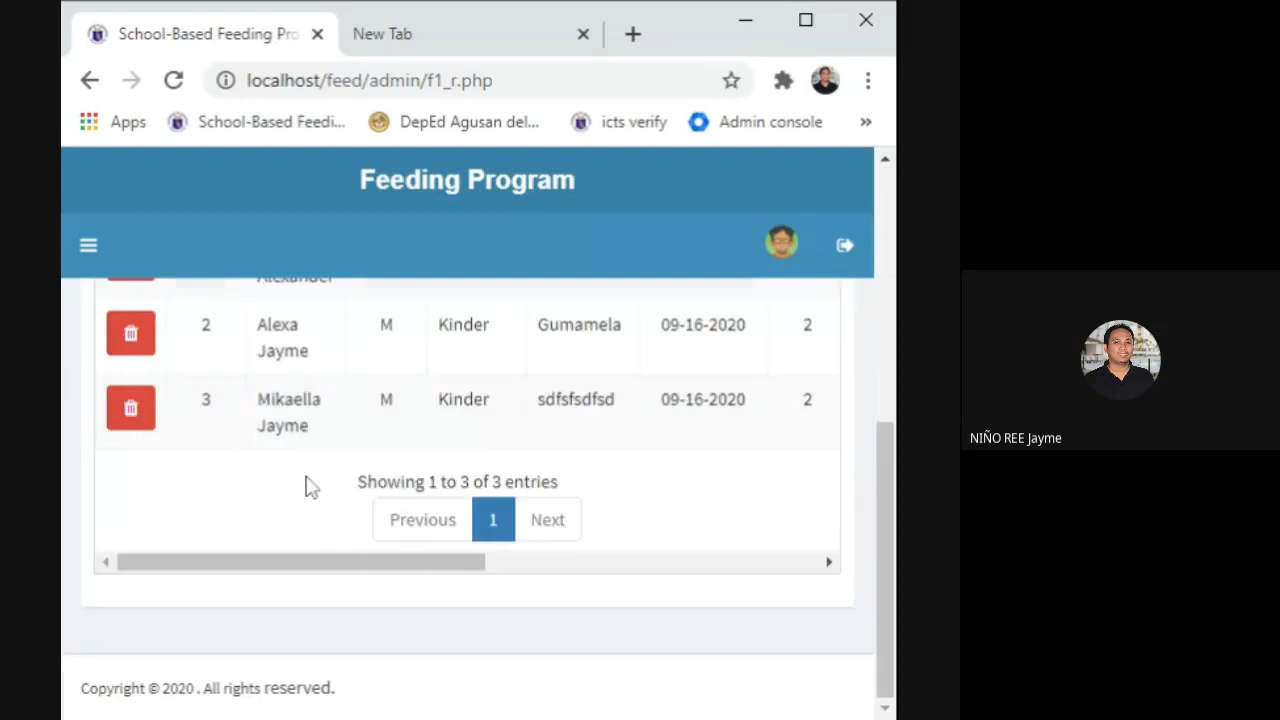 School-Based Feeding Pro
New Tab
localhost/feed/admin/f1_r.php
Apps
School-Based Feedi...
DepEd Agusan del...
icts verify
Admin console
»
Feeding Program
Alexander
2 Alexa M Kinder Gumamela 09-16-2020 2
Jayme
3 Mikaella M Kinder sdfsfsdfsd 09-16-2020 2
Jayme
Showing 1 to 3 of 3 entries
Previous 1 Next
Copyright © 2020 . All rights reserved.
NIÑO REE Jayme